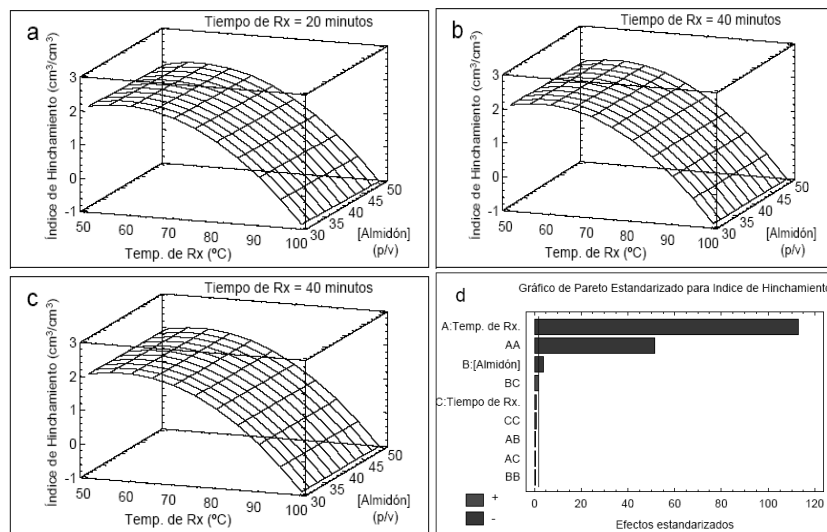 a
Tiempo de Rx = 20 minutos
Índice de Hinchamiento (cm³/cm³)
3
2
1
0
-1
50
60
70
80
90
100
Temp. de Rx (ºC)
30
35
40
45
50
[Almidón]
(p/v)
b
Tiempo de Rx = 40 minutos
Índice de Hinchamiento (cm³/cm³)
3
2
1
0
-1
50
60
70
80
90
100
Temp. de Rx (ºC)
30
35
40
45
50
[Almidón]
(p/v)
c
Tiempo de Rx = 40 minutos
Índice de Hinchamiento (cm³/cm³)
3
2
1
0
-1
50
60
70
80
90
100
Temp. de Rx (ºC)
30
35
40
45
50
[Almidón]
(p/v)
d
Gráfico de Pareto Estandarizado para Indice de Hinchamiento
A:Temp. de Rx.
AA
B:[Almidón]
BC
C:Tiempo de Rx.
CC
AB
AC
BB
+
-
0
20
40
60
80
100
120
Efectos estandarizados